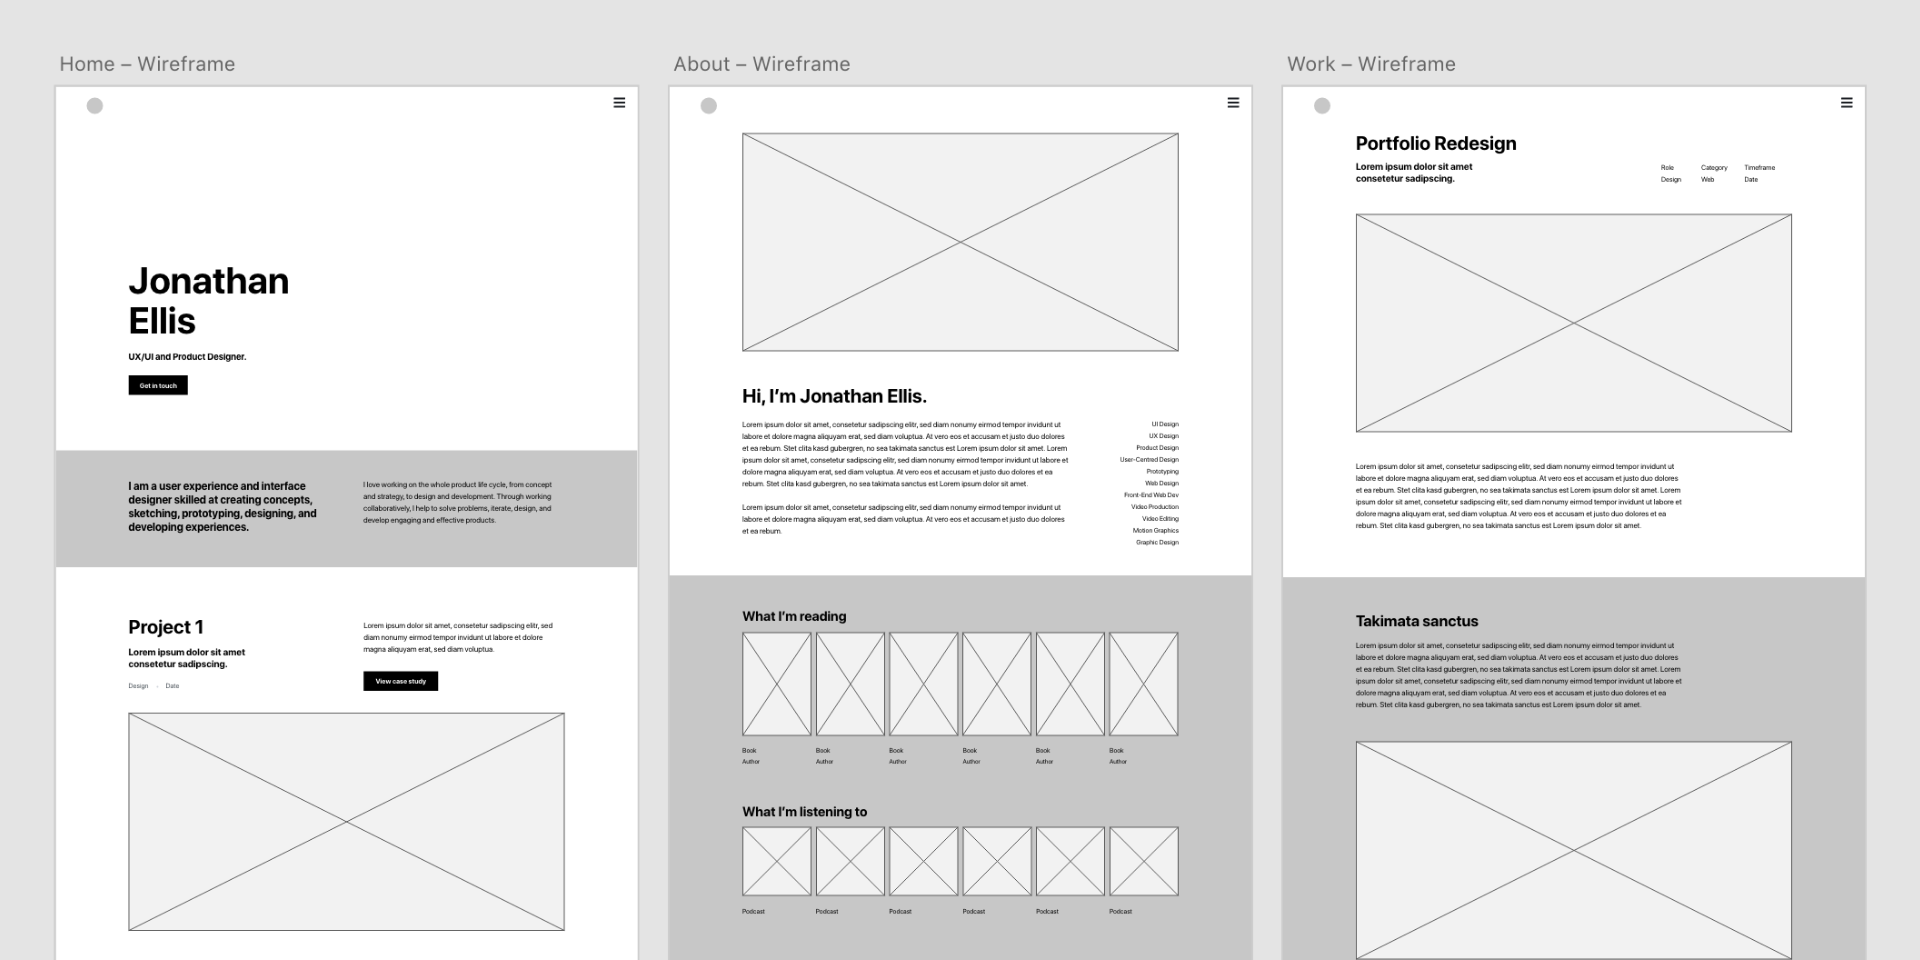 Home – Wireframe
Jonathan
Ellis
UX/UI and Product Designer.
Get in touch
I am a user experience and interface
designer skilled at creating concepts,
sketching, prototyping, designing, and
developing experiences.
I love working on the whole product life cycle, from concept
and strategy, to design and development. Through working
collaboratively, I help to solve problems, iterate, design, and
develop engaging and effective products.
Project 1
Lorem ipsum dolor sit amet
consetetur sadipscing.
Design · Date
Lorem ipsum dolor sit amet, consetetur sadipscing elitr, sed
diam nonumy eirmod tempor invidunt ut labore et dolore
magna aliquyam erat, sed diam voluptua.
View case study
About – Wireframe
Hi, I’m Jonathan Ellis.
Lorem ipsum dolor sit amet, consetetur sadipscing elitr, sed diam nonumy eirmod tempor invidunt ut
labore et dolore magna aliquyam erat, sed diam voluptua. At vero eos et accusam et justo duo dolores
et ea rebum. Stet clita kasd gubergren, no sea takimata sanctus est Lorem ipsum dolor sit amet. Lorem
ipsum dolor sit amet, consetetur sadipscing elitr, sed diam nonumy eirmod tempor invidunt ut labore et
dolore magna aliquyam erat, sed diam voluptua. At vero eos et accusam et justo duo dolores et ea
rebum. Stet clita kasd gubergren, no sea takimata sanctus est Lorem ipsum dolor sit amet.
Lorem ipsum dolor sit amet, consetetur sadipscing elitr, sed diam nonumy eirmod tempor invidunt ut
labore et dolore magna aliquyam erat, sed diam voluptua. At vero eos et accusam et justo duo dolores
et ea rebum.
UI Design
UX Design
Product Design
User-Centred Design
Prototyping
Web Design
Front-End Web Dev
Video Production
Video Editing
Motion Graphics
Graphic Design
What I’m reading
Book Book Book Book Book Book
Author Author Author Author Author Author
What I’m listening to
Podcast Podcast Podcast Podcast Podcast Podcast
Work – Wireframe
Portfolio Redesign
Lorem ipsum dolor sit amet
consetetur sadipscing.
Role Category Timeframe
Design Web Date
Lorem ipsum dolor sit amet, consetetur sadipscing elitr, sed diam nonumy eirmod tempor invidunt ut
labore et dolore magna aliquyam erat, sed diam voluptua. At vero eos et accusam et justo duo dolores
et ea rebum. Stet clita kasd gubergren, no sea takimata sanctus est Lorem ipsum dolor sit amet. Lorem
ipsum dolor sit amet, consetetur sadipscing elitr, sed diam nonumy eirmod tempor invidunt ut labore et
dolore magna aliquyam erat, sed diam voluptua. At vero eos et accusam et justo duo dolores et ea
rebum. Stet clita kasd gubergren, no sea takimata sanctus est Lorem ipsum dolor sit amet.
Takimata sanctus
Lorem ipsum dolor sit amet, consetetur sadipscing elitr, sed diam nonumy eirmod tempor invidunt ut
labore et dolore magna aliquyam erat, sed diam voluptua. At vero eos et accusam et justo duo dolores
et ea rebum. Stet clita kasd gubergren, no sea takimata sanctus est Lorem ipsum dolor sit amet. Lorem
ipsum dolor sit amet, consetetur sadipscing elitr, sed diam nonumy eirmod tempor invidunt ut labore et
dolore magna aliquyam erat, sed diam voluptua. At vero eos et accusam et justo duo dolores et ea
rebum. Stet clita kasd gubergren, no sea takimata sanctus est Lorem ipsum dolor sit amet.